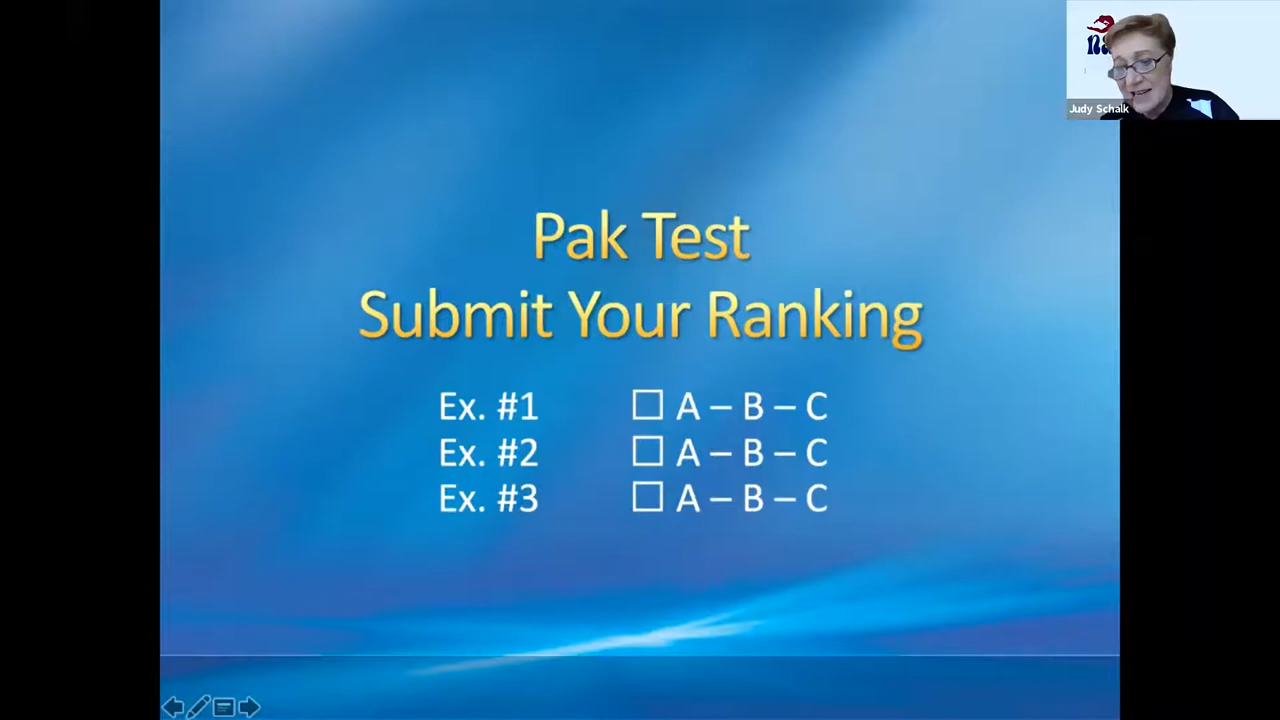 Pak Test
Submit Your Ranking
Ex. #1 ☐ A – B – C
Ex. #2 ☐ A – B – C
Ex. #3 ☐ A – B – C
Judy Schalk